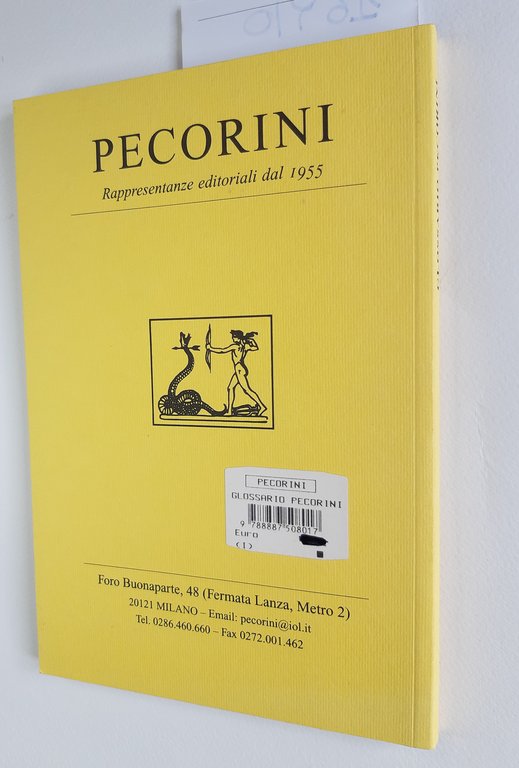 PECORINI
Rappresentanze editoriali dal 1955
PECORINI
GLOSSARIO PECORINI
9 788887 508017
Euro
(I)
Foro Buonaparte, 48 (Fermata Lanza, Metro 2)
20121 MILANO – Email: pecorini@iol.it
Tel. 0286.460.660 – Fax 0272.001.462